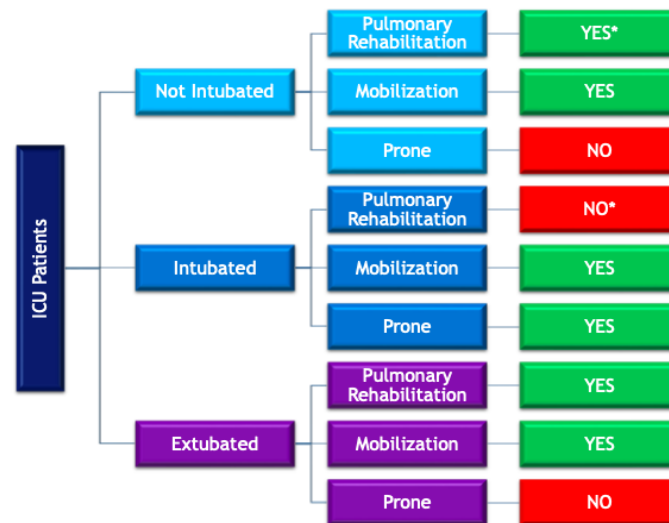 ICU Patients
Not Intubated
Pulmonary
Rehabilitation
YES*
Mobilization
YES
Prone
NO
Intubated
Pulmonary
Rehabilitation
NO*
Mobilization
YES
Prone
YES
Extubated
Pulmonary
Rehabilitation
YES
Mobilization
YES
Prone
NO